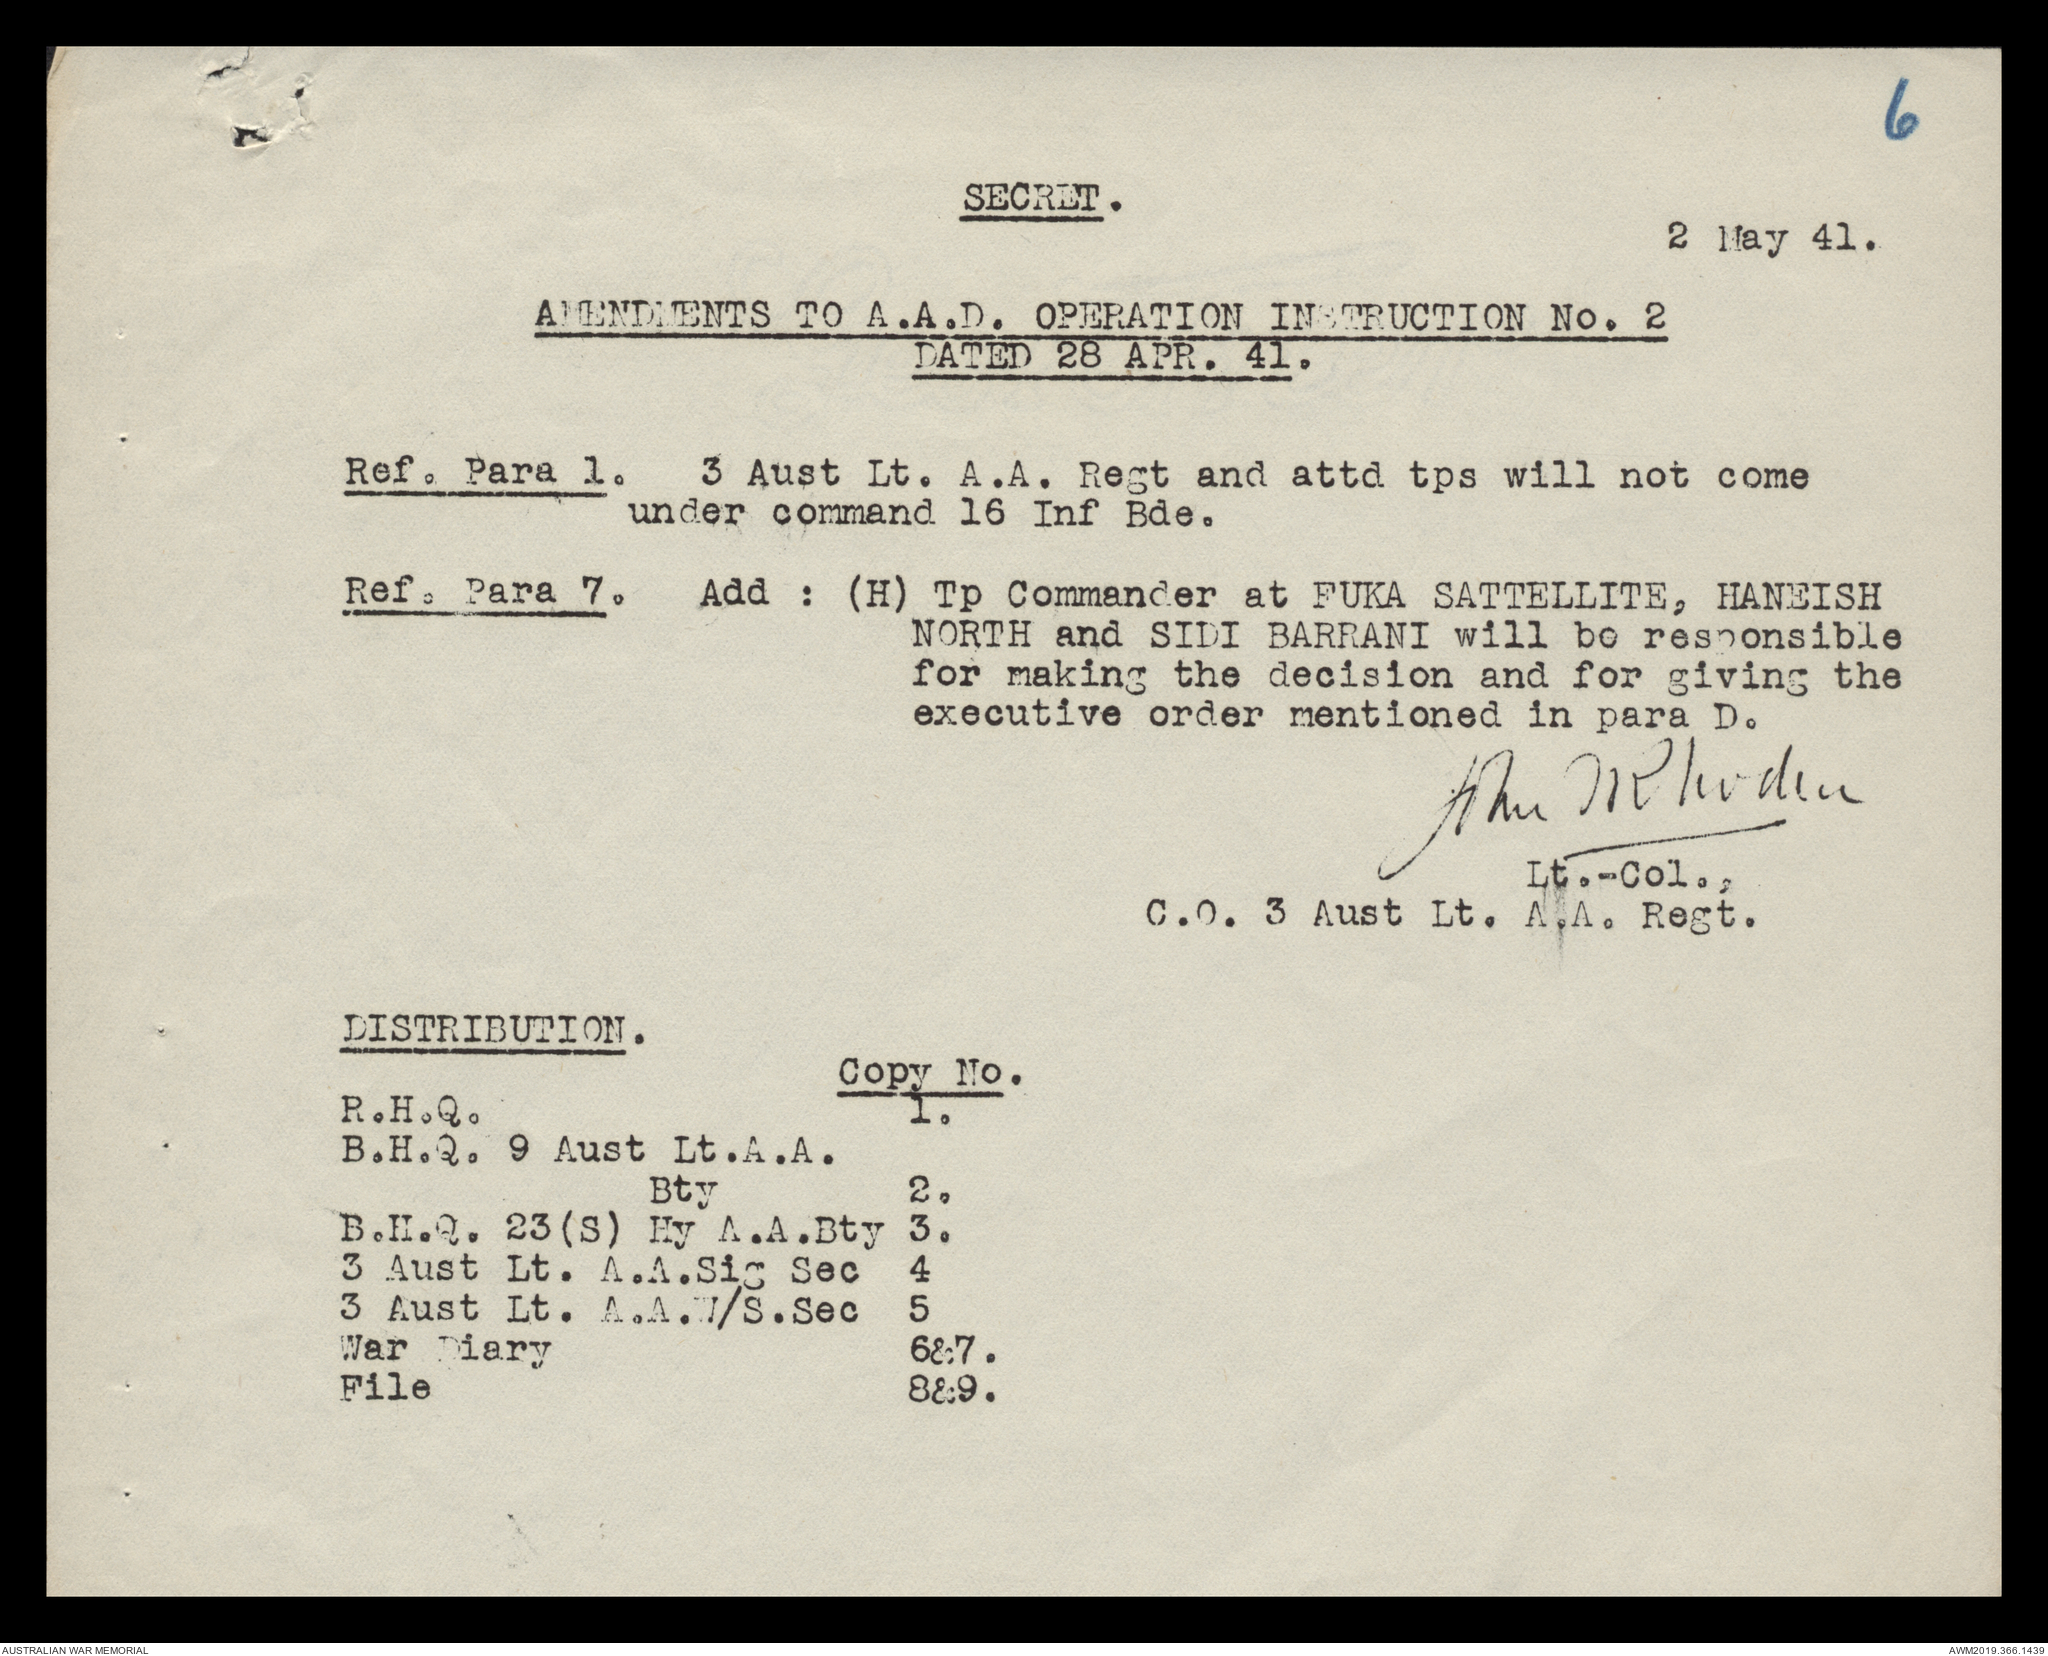 6
SECRET.
2 May 41.
AMENDMENTS TO A.A.D. OPERATION INSTRUCTION No. 2
DATED 28 APR. 41.
Ref. Para 1. 3 Aust Lt. A.A. Regt and attd tps will not come
under command 16 Inf Bde.
Ref. Para 7. Add : (H) Tp Commander at FUKA SATTELLITE, HANEISH
NORTH and SIDI BARRANI will be responsible
for making the decision and for giving the
executive order mentioned in para D.
John W Rhoden
Lt.-Col.,
C.O. 3 Aust Lt. A.A. Regt.
DISTRIBUTION.
Copy No.
R.H.Q. 1.
B.H.Q. 9 Aust Lt.A.A.
Bty 2.
B.H.Q. 23(S) Hy A.A.Bty 3.
3 Aust Lt. A.A.Sig Sec 4
3 Aust Lt. A.A.W/S.Sec 5
War Diary 6&7.
File 8&9.
AUSTRALIAN WAR MEMORIAL
AWM2019.366.1439